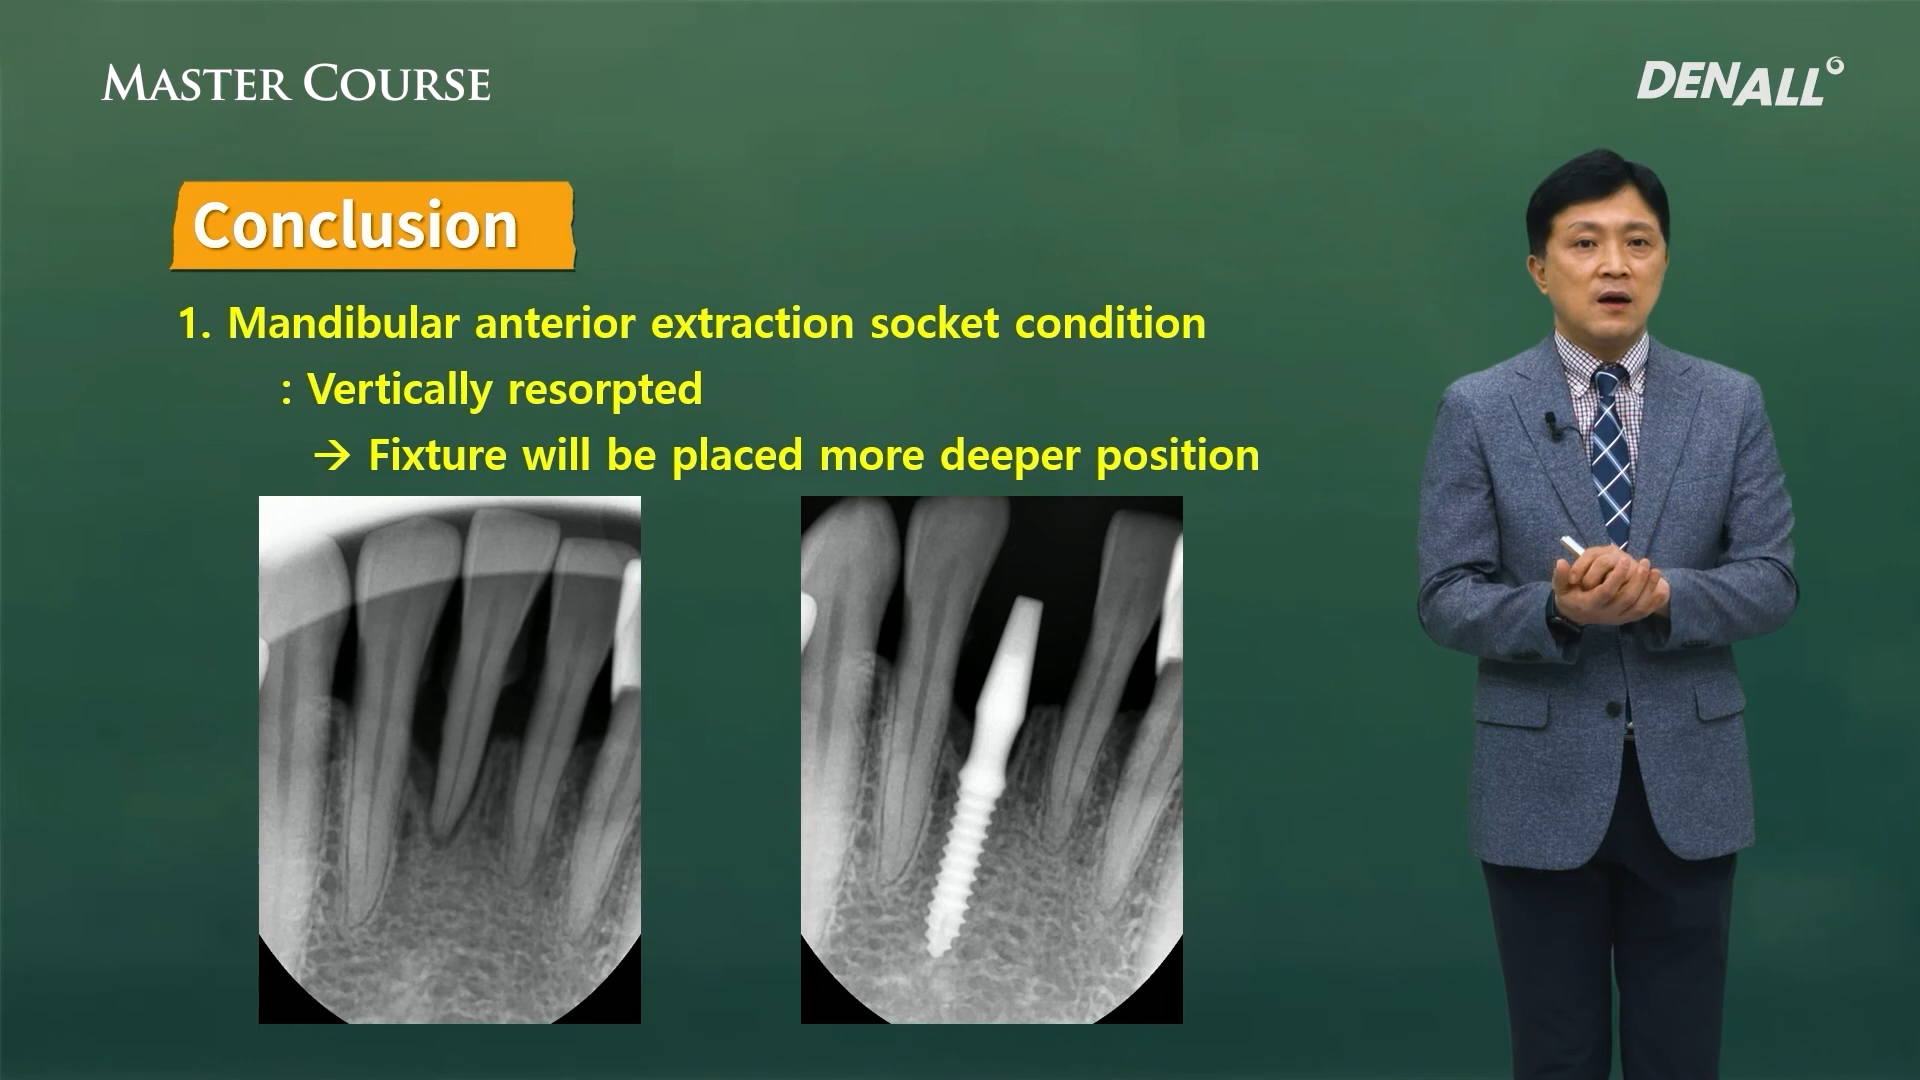 MASTER COURSE
DENALL
Conclusion
1. Mandibular anterior extraction socket condition
: Vertically resorpted
→ Fixture will be placed more deeper position